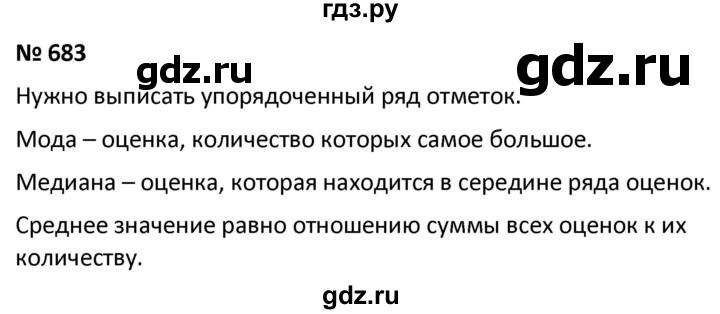 гдз.ру
№ 683
gdz.ru
gdz.ru
Нужно выписать упорядоченный ряд отметок.
Мода – оценка, количество которых самое большое.
Медиана – оценка, которая находится в середине ряда оценок.
Среднее значение равно отношению суммы всех оценок к их
количеству.
gdz.ru